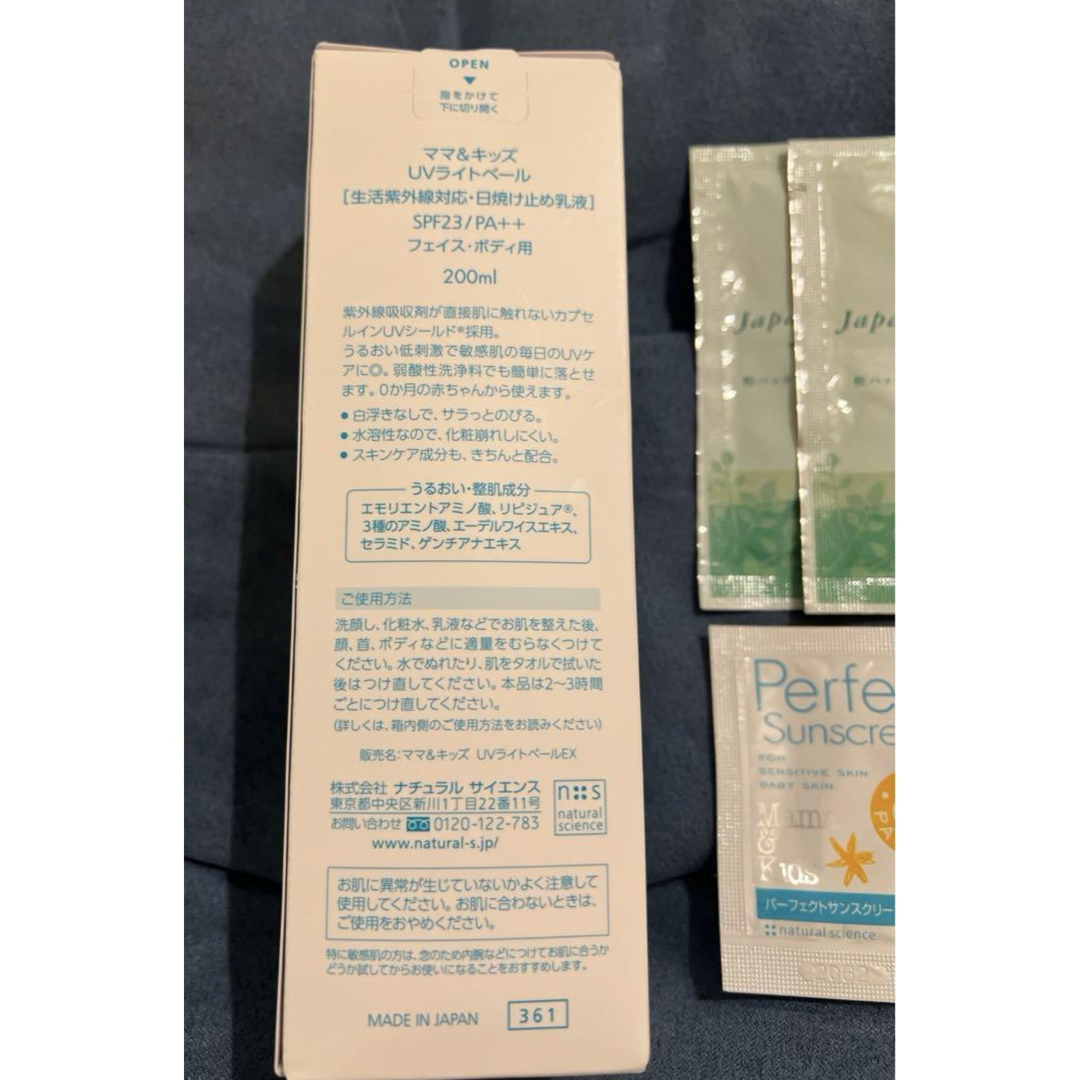 OPEN
指をかけて
下に切り開く
ママ&キッズ
UVライトベール
[生活紫外線対応・日焼け止め乳液]
SPF23/PA++
フェイス・ボディ用
200ml
紫外線吸収剤が直接肌に触れないカプセ
ルインUVシールド®採用。
うるおい低刺激で敏感肌の毎日のUVケ
アに◎。弱酸性洗浄料でも簡単に落とせ
ます。0か月の赤ちゃんから使えます。
● 白浮きなしで、サラっとのびる。
● 水溶性なので、化粧崩れしにくい。
● スキンケア成分も、きちんと配合。
うるおい・整肌成分
エモリエントアミノ酸、リピジュア®、
3種のアミノ酸、エーデルワイスエキス、
セラミド、ゲンチアナエキス
ご使用方法
洗顔し、化粧水、乳液などでお肌を整えた後、
顔、首、ボディなどに適量をむらなくつけて
ください。水でぬれたり、肌をタオルで拭いた
後はつけ直してください。本品は2〜3時間
ごとにつけ直してください。
(詳しくは、箱内側のご使用方法をお読みください)
販売名:ママ&キッズ UVライトベールEX
株式会社 ナチュラル サイエンス
東京都中央区新川1丁目22番11号
お問い合わせ 0120-122-783
www.natural-s.jp/
n::s
natural
science
お肌に異常が生じていないかよく注意して
使用してください。お肌に合わないときは、
ご使用をおやめください。
特に敏感肌の方は、念のため内腕などにつけてお肌に合うか
どうか試してからお使いになることをおすすめします。
MADE IN JAPAN
361
Japa
Japa
Perfe
Sunscre
FOR
SENSITIVE SKIN
BABY SKIN
Mama
&
Kids
PA
パーフェクトサンスクリー
natural science